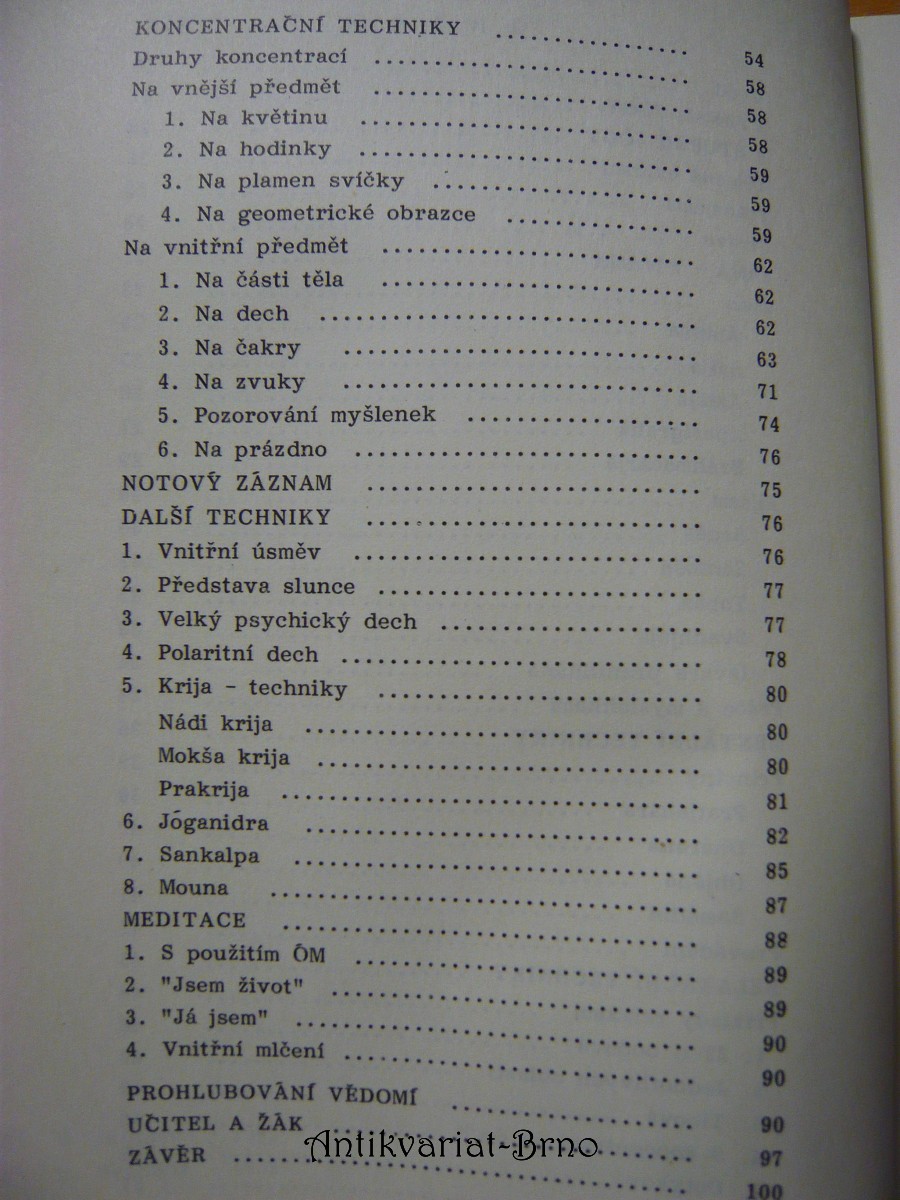 KONCENTRAČNÍ TECHNIKY .................... 54
Druhy koncentrací .................... 58
Na vnější předmět .................... 58
1. Na květinu .................... 58
2. Na hodinky .................... 59
3. Na plamen svíčky .................... 59
4. Na geometrické obrazce .................... 59
Na vnitřní předmět .................... 62
1. Na části těla .................... 62
2. Na dech .................... 62
3. Na čakry .................... 63
4. Na zvuky .................... 71
5. Pozorování myšlenek .................... 74
6. Na prázdno .................... 76
NOTOVÝ ZÁZNAM .................... 75
DALŠÍ TECHNIKY .................... 76
1. Vnitřní úsměv .................... 76
2. Představa slunce .................... 77
3. Velký psychický dech .................... 77
4. Polaritní dech .................... 78
5. Krija - techniky .................... 80
Nádi krija .................... 80
Mokša krija .................... 80
Prakrija .................... 81
6. Jóganidra .................... 82
7. Sankalpa .................... 85
8. Mouna .................... 87
MEDITACE .................... 88
1. S použitím ÓM .................... 89
2. "Jsem život" .................... 89
3. "Já jsem" .................... 90
4. Vnitřní mlčení .................... 90
PROHLUBOVÁNÍ VĚDOMÍ .................... 90
UČITEL A ŽÁK .................... 97
ZÁVĚR .................... 100
Antikvariat-Brno